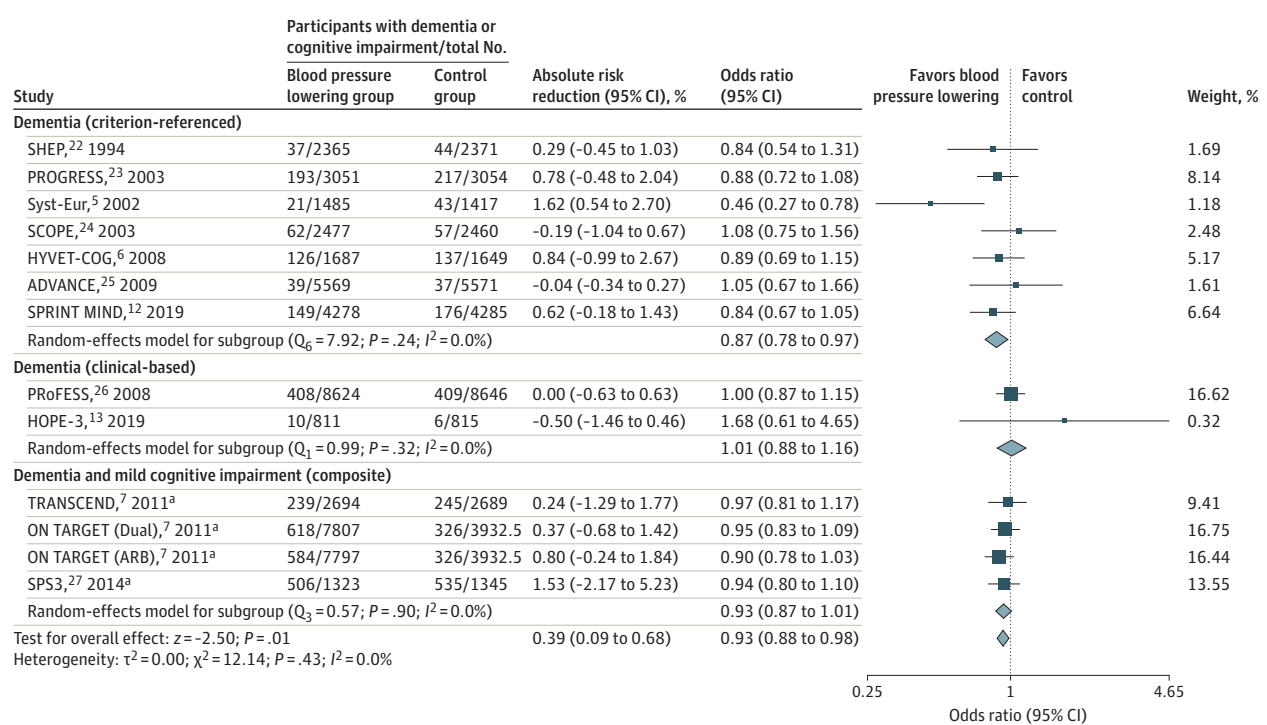 Participants with dementia or
cognitive impairment/total No.
Study Blood pressure lowering group Control group Absolute risk reduction (95% CI), % Odds ratio (95% CI) Favors blood pressure lowering Favors control Weight, %
Dementia (criterion-referenced)
SHEP,22 1994 37/2365 44/2371 0.29 (-0.45 to 1.03) 0.84 (0.54 to 1.31) 1.69
PROGRESS,23 2003 193/3051 217/3054 0.78 (-0.48 to 2.04) 0.88 (0.72 to 1.08) 8.14
Syst-Eur,5 2002 21/1485 43/1417 1.62 (0.54 to 2.70) 0.46 (0.27 to 0.78) 1.18
SCOPE,24 2003 62/2477 57/2460 -0.19 (-1.04 to 0.67) 1.08 (0.75 to 1.56) 2.48
HYVET-COG,6 2008 126/1687 137/1649 0.84 (-0.99 to 2.67) 0.89 (0.69 to 1.15) 5.17
ADVANCE,25 2009 39/5569 37/5571 -0.04 (-0.34 to 0.27) 1.05 (0.67 to 1.66) 1.61
SPRINT MIND,12 2019 149/4278 176/4285 0.62 (-0.18 to 1.43) 0.84 (0.67 to 1.05) 6.64
Random-effects model for subgroup (Q6 = 7.92; P = .24; I2 = 0.0%) 0.87 (0.78 to 0.97)
Dementia (clinical-based)
PRoFESS,26 2008 408/8624 409/8646 0.00 (-0.63 to 0.63) 1.00 (0.87 to 1.15) 16.62
HOPE-3,13 2019 10/811 6/815 -0.50 (-1.46 to 0.46) 1.68 (0.61 to 4.65) 0.32
Random-effects model for subgroup (Q1 = 0.99; P = .32; I2 = 0.0%) 1.01 (0.88 to 1.16)
Dementia and mild cognitive impairment (composite)
TRANSCEND,7 2011a 239/2694 245/2689 0.24 (-1.29 to 1.77) 0.97 (0.81 to 1.17) 9.41
ON TARGET (Dual),7 2011a 618/7807 326/3932.5 0.37 (-0.68 to 1.42) 0.95 (0.83 to 1.09) 16.75
ON TARGET (ARB),7 2011a 584/7797 326/3932.5 0.80 (-0.24 to 1.84) 0.90 (0.78 to 1.03) 16.44
SPS3,27 2014a 506/1323 535/1345 1.53 (-2.17 to 5.23) 0.94 (0.80 to 1.10) 13.55
Random-effects model for subgroup (Q3 = 0.57; P = .90; I2 = 0.0%) 0.93 (0.87 to 1.01)
Test for overall effect: z = -2.50; P = .01 0.39 (0.09 to 0.68) 0.93 (0.88 to 0.98)
Heterogeneity: τ2 = 0.00; χ2 = 12.14; P = .43; I2 = 0.0%
0.25 1 4.65
Odds ratio (95% CI)